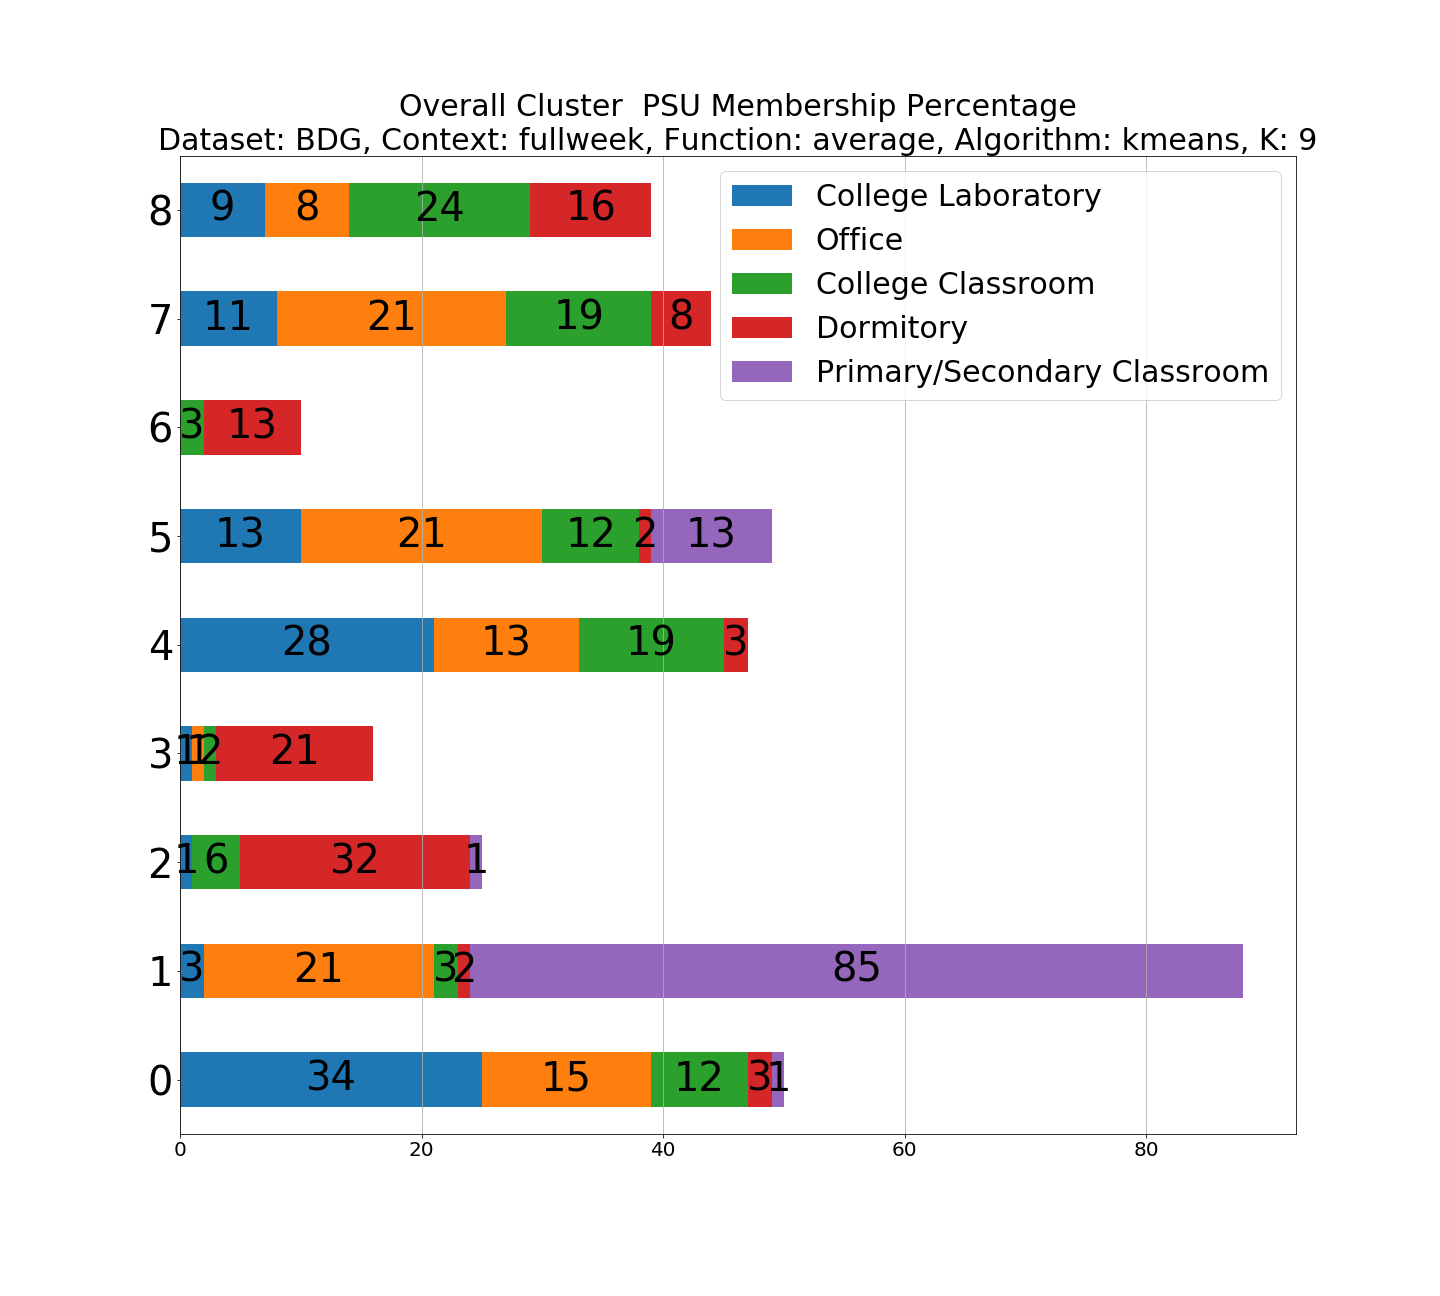 Overall Cluster  PSU Membership Percentage
Dataset: BDG, Context: fullweek, Function: average, Algorithm: kmeans, K: 9
College Laboratory
Office
College Classroom
Dormitory
Primary/Secondary Classroom
8 9 8 24 16
7 11 21 19 8
6 3 13
5 13 21 12 2 13
4 28 13 19 3
3 1 1 2 21
2 1 6 32 1
1 3 21 3 2 85
0 34 15 12 3 1
0 20 40 60 80